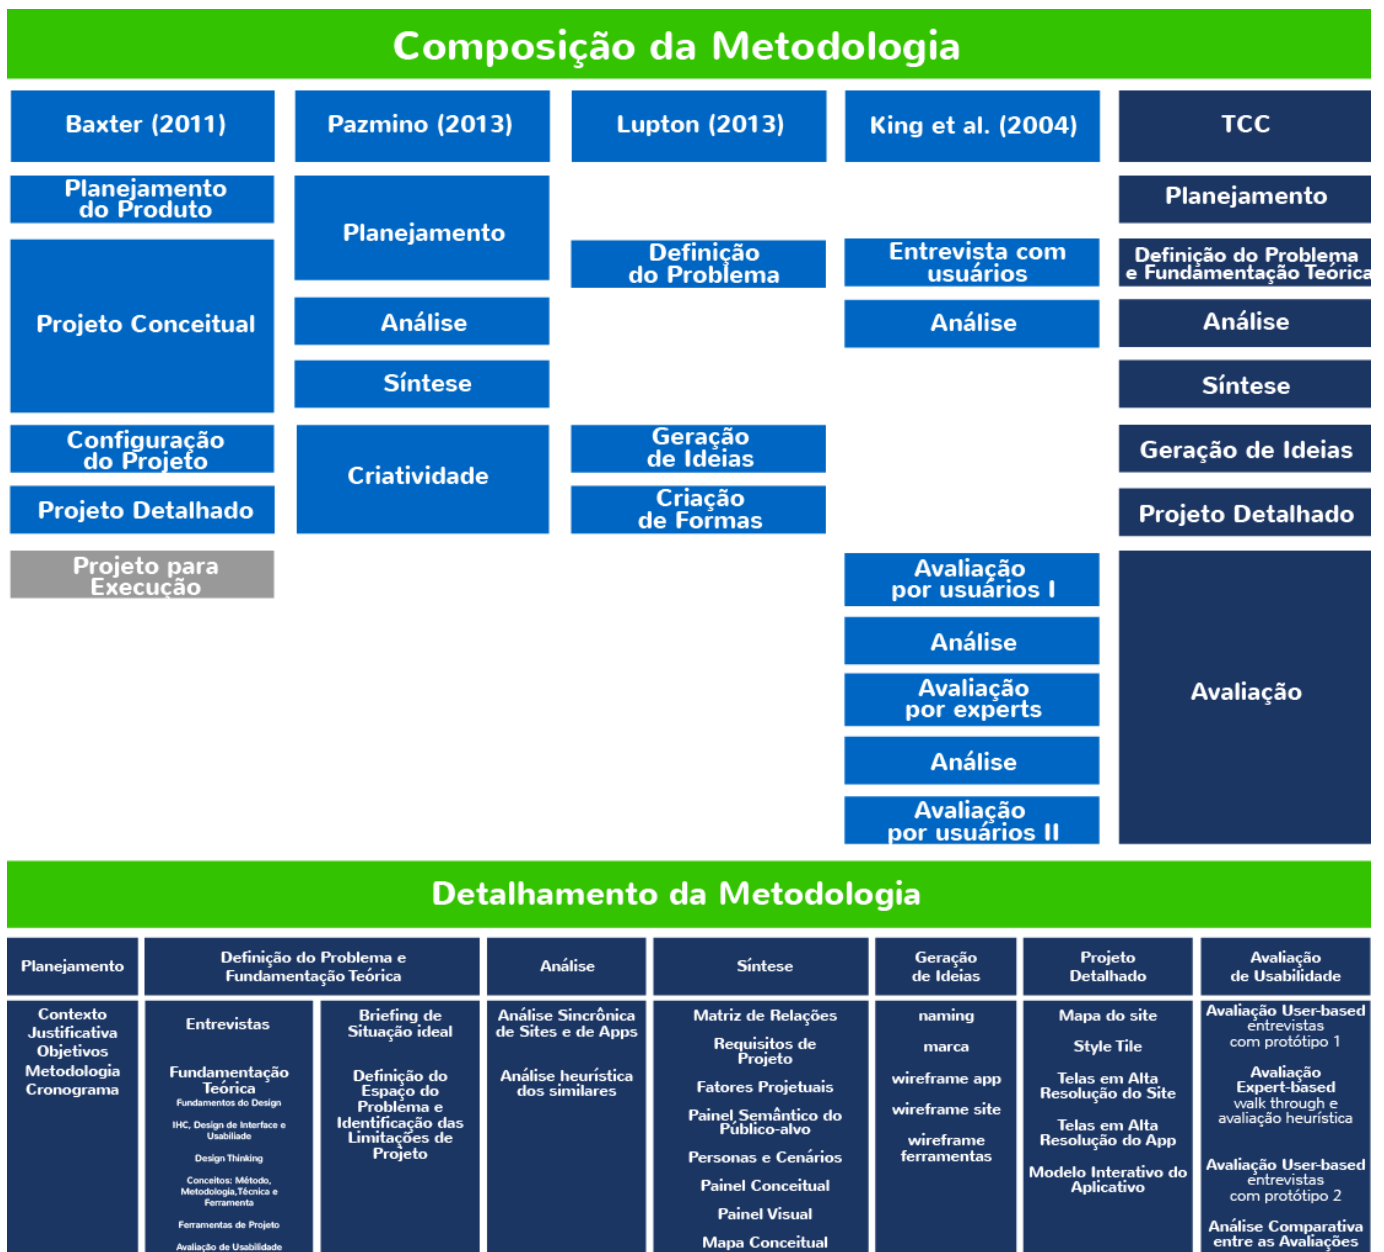 Composição da Metodologia
Baxter (2011)
Pazmino (2013)
Lupton (2013)
King et al. (2004)
TCC
Planejamento
do Produto
Projeto Conceitual
Configuração
do Projeto
Projeto Detalhado
Projeto para
Execução
Planejamento
Análise
Síntese
Criatividade
Definição
do Problema
Geração
de Ideias
Criação
de Formas
Entrevista com
usuários
Análise
Avaliação
por usuários I
Análise
Avaliação
por experts
Análise
Avaliação
por usuários II
Planejamento
Definição do Problema
e Fundamentação Teórica
Análise
Síntese
Geração de Ideias
Projeto Detalhado
Avaliação
Detalhamento da Metodologia
Planejamento
Contexto
Justificativa
Objetivos
Metodologia
Cronograma
Definição do Problema e
Fundamentação Teórica
Entrevistas
Fundamentação
Teórica
Fundamentos do Design
IHC, Design de Interface e
Usabiliade
Design Thinking
Conceitos: Método,
Metodologia,Técnica e
Ferramenta
Ferramentas de Projeto
Avaliação de Usabilidade
Briefing de
Situação ideal
Definição do
Espaço do
Problema e
Identificação das
Limitações de
Projeto
Análise
Análise Sincrônica
de Sites e de Apps
Análise heurística
dos similares
Síntese
Matriz de Relações
Requisitos de
Projeto
Fatores Projetuais
Painel Semântico do
Público-alvo
Personas e Cenários
Painel Conceitual
Painel Visual
Mapa Conceitual
Geração
de Ideias
naming
marca
wireframe app
wireframe site
wireframe
ferramentas
Projeto
Detalhado
Mapa do site
Style Tile
Telas em Alta
Resolução do Site
Telas em Alta
Resolução do App
Modelo Interativo do
Aplicativo
Avaliação
de Usabilidade
Avaliação User-based
entrevistas
com protótipo 1
Avaliação
Expert-based
walk through e
avaliação heurística
Avaliação User-based
entrevistas
com protótipo 2
Análise Comparativa
entre as Avaliações